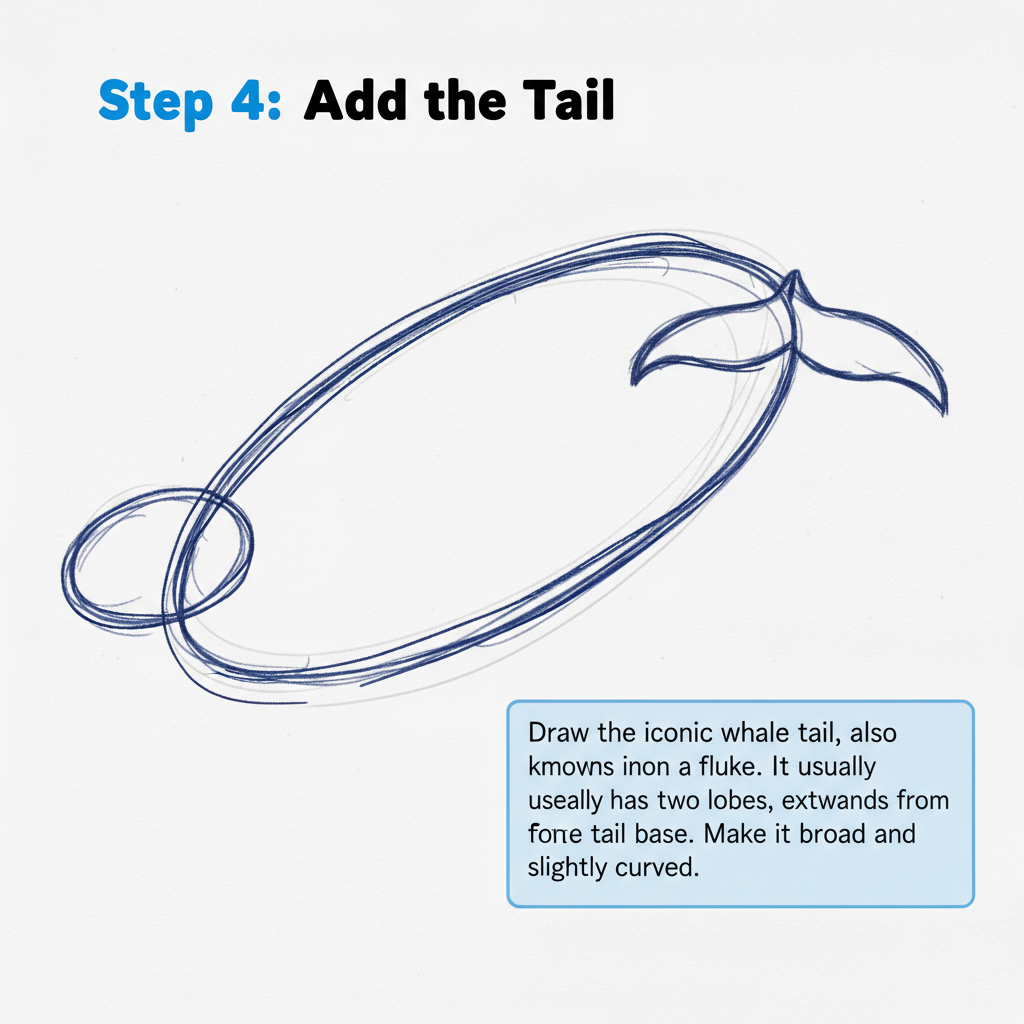 Step 4: Add the Tail
Draw the iconic whale tail, also
kmowns inon a fluke. It usually
useally has two lobes, extwands from
fone tail base. Make it broad and
slightly curved.